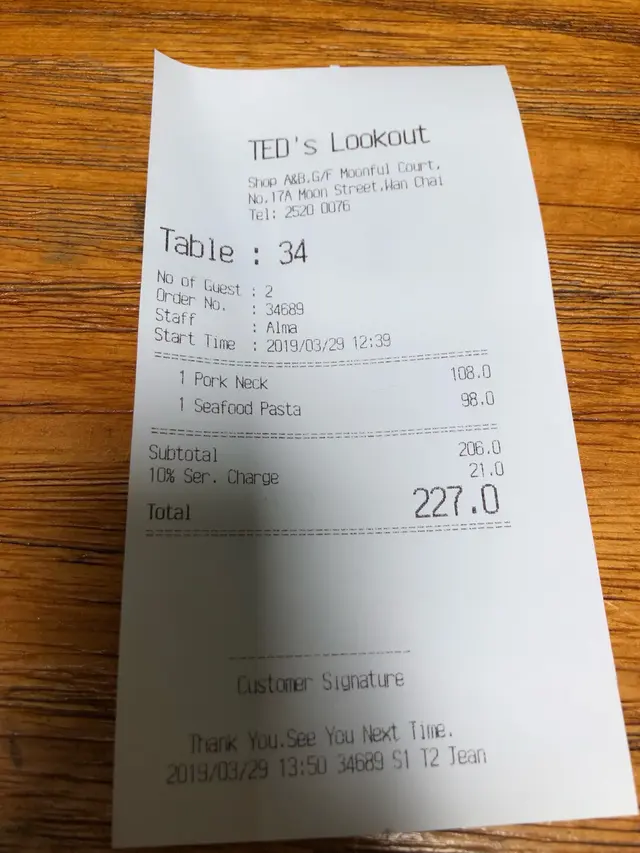 TED's Lookout
Shop A&B,G/F Moonful Court,
No.17A Moon Street,Wan Chai
Tel: 2520 0076
Table : 34
No of Guest : 2
Order No. : 34689
Staff : Alma
Start Time : 2019/03/29 12:39
1 Pork Neck 108.0
1 Seafood Pasta 98.0
Subtotal 206.0
10% Ser. Charge 21.0
Total 227.0
Customer Signature
Thank You.See You Next Time.
2019/03/29 13:50 34689 S1 T2 Jean